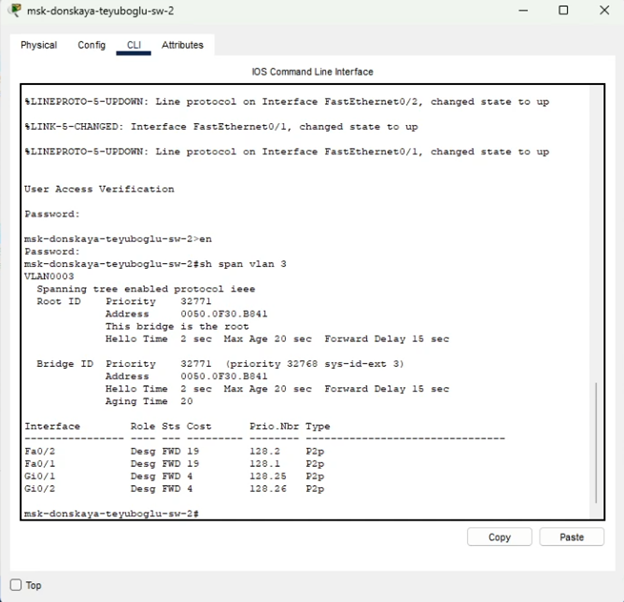 msk-donskaya-teyuboglu-sw-2
Physical Config CLI Attributes
IOS Command Line Interface
%LINEPROTO-5-UPDOWN: Line protocol on Interface FastEthernet0/2, changed state to up
%LINK-5-CHANGED: Interface FastEthernet0/1, changed state to up
%LINEPROTO-5-UPDOWN: Line protocol on Interface FastEthernet0/1, changed state to up
User Access Verification
Password:
msk-donskaya-teyuboglu-sw-2>en
Password:
msk-donskaya-teyuboglu-sw-2#sh span vlan 3
VLAN0003
Spanning tree enabled protocol ieee
Root ID Priority 32771
Address 0050.0F30.B841
This bridge is the root
Hello Time 2 sec Max Age 20 sec Forward Delay 15 sec
Bridge ID Priority 32771 (priority 32768 sys-id-ext 3)
Address 0050.0F30.B841
Hello Time 2 sec Max Age 20 sec Forward Delay 15 sec
Aging Time 20
Interface Role Sts Cost Prio.Nbr Type
---------------- ---- --- --------- -------- --------------------------------
Fa0/2 Desg FWD 19 128.2 P2p
Fa0/1 Desg FWD 19 128.1 P2p
Gi0/1 Desg FWD 4 128.25 P2p
Gi0/2 Desg FWD 4 128.26 P2p
msk-donskaya-teyuboglu-sw-2#
Copy Paste
Top